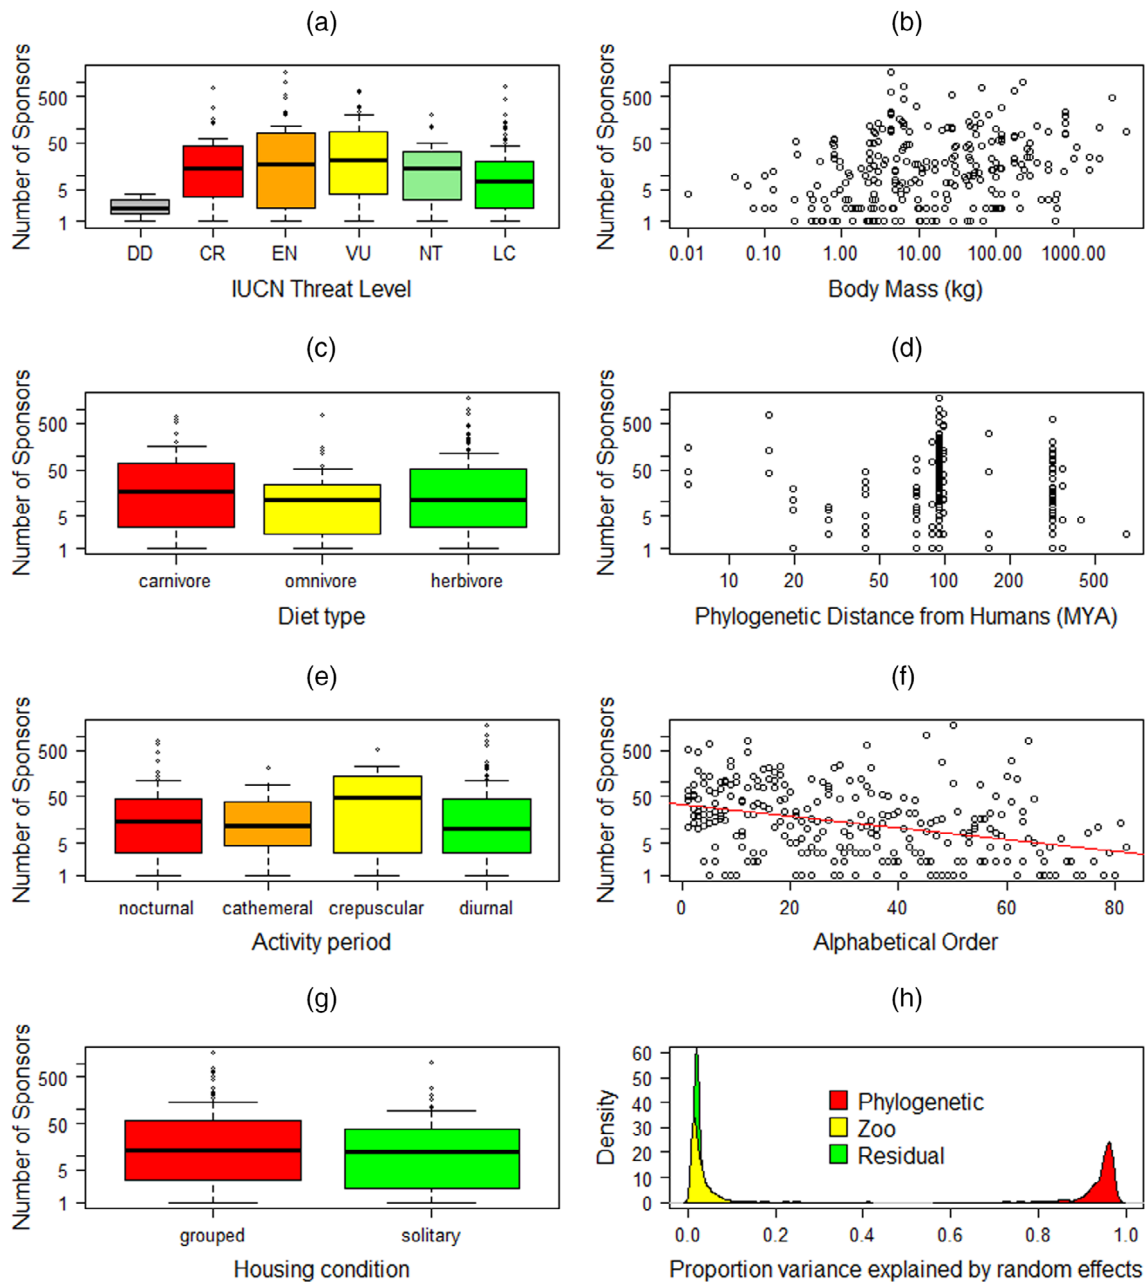 (a)
Number of Sponsors
500
50
5
1
DD CR EN VU NT LC
IUCN Threat Level
(b)
Number of Sponsors
500
50
5
1
0.01 0.10 1.00 10.00 100.00 1000.00
Body Mass (kg)
(c)
Number of Sponsors
500
50
5
1
carnivore omnivore herbivore
Diet type
(d)
Number of Sponsors
500
50
5
1
10 20 50 100 200 500
Phylogenetic Distance from Humans (MYA)
(e)
Number of Sponsors
500
50
5
1
nocturnal cathemeral crepuscular diurnal
Activity period
(f)
Number of Sponsors
500
50
5
1
0 20 40 60 80
Alphabetical Order
(g)
Number of Sponsors
500
50
5
1
grouped solitary
Housing condition
(h)
Density
60
50
40
30
20
10
0
Phylogenetic
Zoo
Residual
0.0 0.2 0.4 0.6 0.8 1.0
Proportion variance explained by random effects